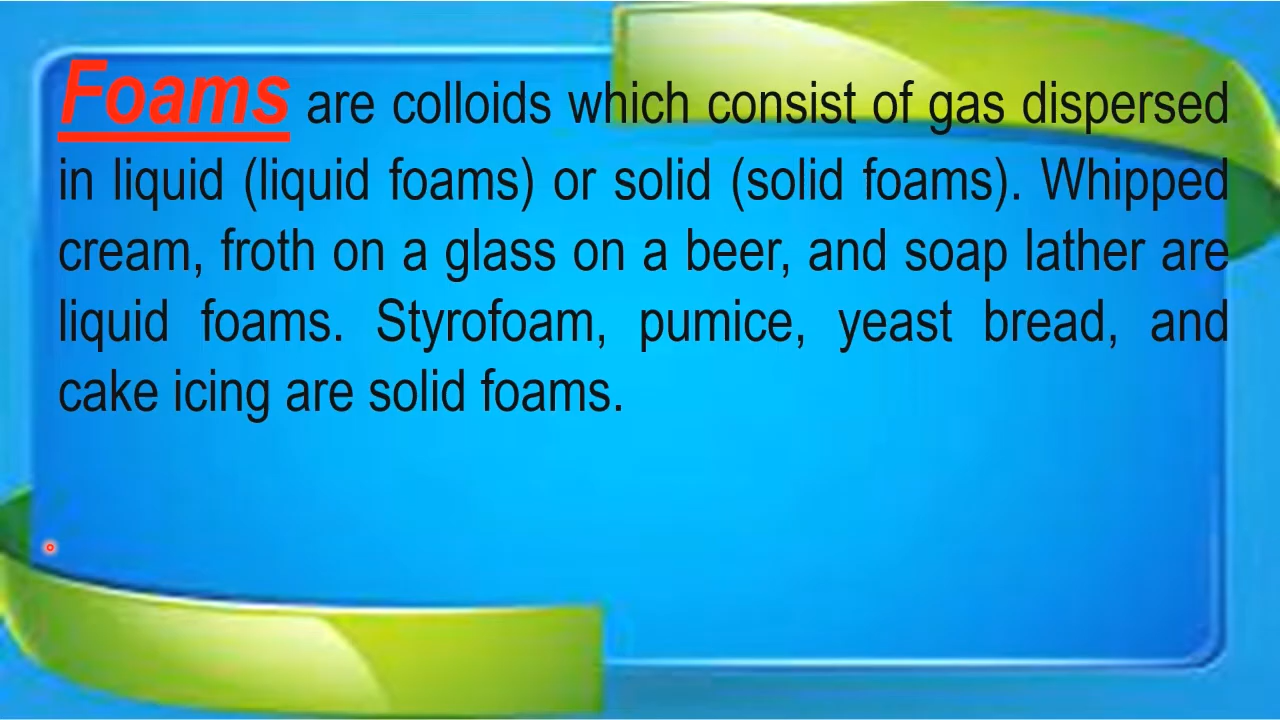 Foams are colloids which consist of gas dispersed
in liquid (liquid foams) or solid (solid foams). Whipped
cream, froth on a glass on a beer, and soap lather are
liquid foams. Styrofoam, pumice, yeast bread, and
cake icing are solid foams.